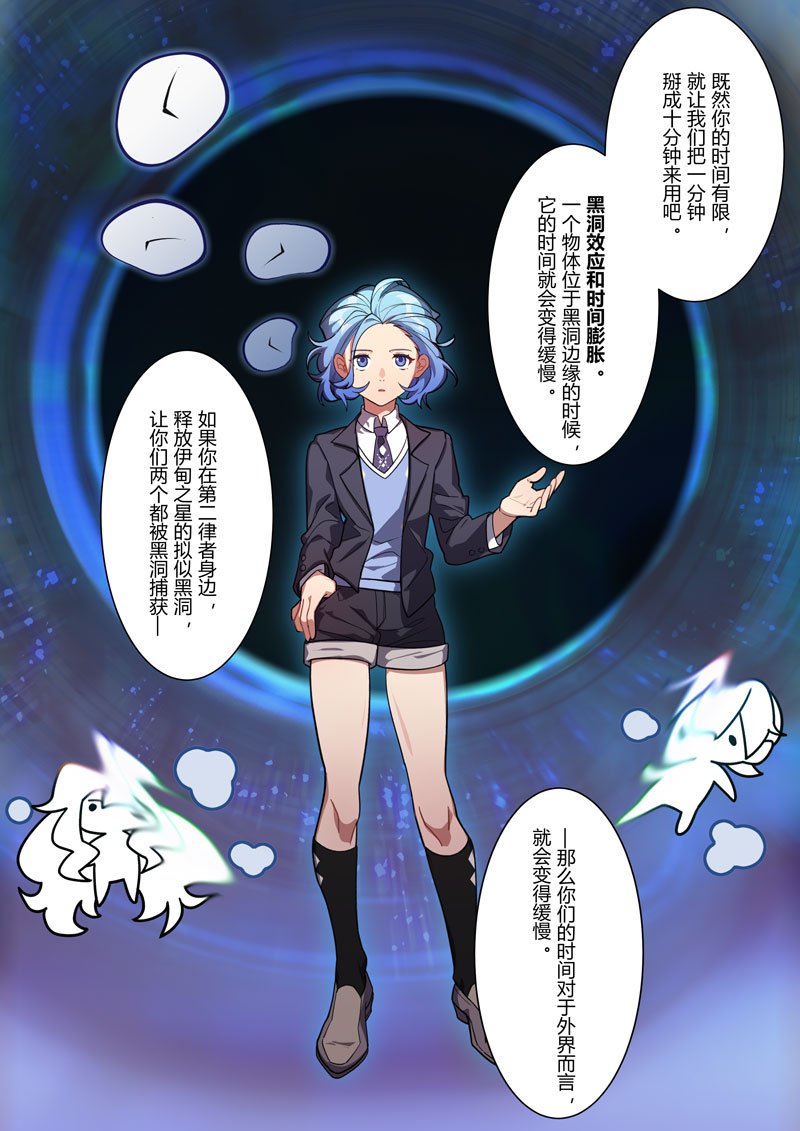 既然你的时间有限，
就让我们把一分钟
掰成十分钟来用吧。
黑洞效应和时间膨胀。
一个物体位于黑洞边缘的时候，
它的时间就会变得缓慢。
如果你在第二律者身边，
释放伊甸之星的拟似黑洞，
让你们两个都被黑洞捕获—
—那么你们的时间对于外界而言，
就会变得缓慢。